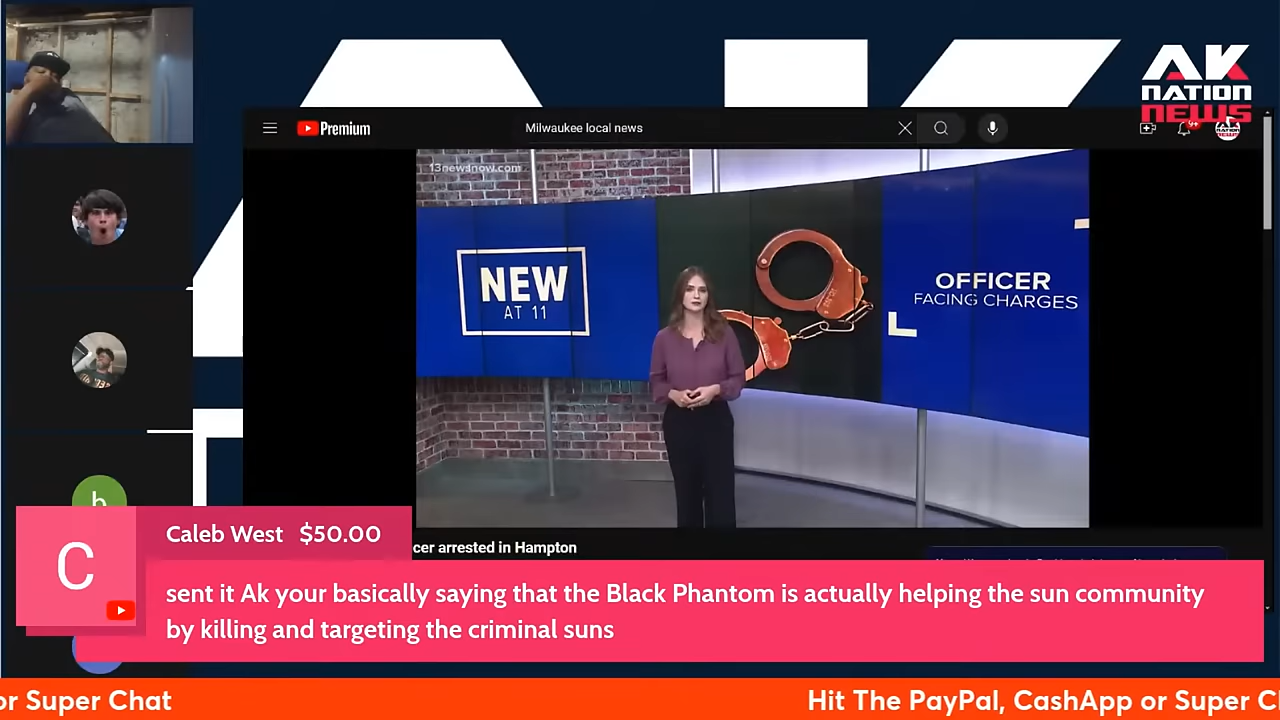 AK
NATION
NEWS
Premium
Milwaukee local news
9+
13newsnow.com
NEW
AT 11
OFFICER
FACING CHARGES
h
C
Caleb West $50.00
cer arrested in Hampton
sent it Ak your basically saying that the Black Phantom is actually helping the sun community
by killing and targeting the criminal suns
or Super Chat
Hit The PayPal, CashApp or Super C